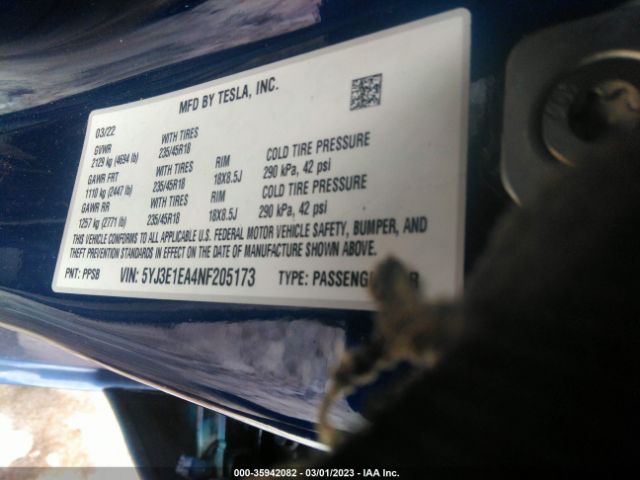 MFD BY TESLA, INC.
03/22
GVWR WITH TIRES
2129 kg (4694 lb) 235/45R18 RIM COLD TIRE PRESSURE
GAWR FRT WITH TIRES 18X8.5J 290 kPa, 42 psi
1110 kg (2447 lb) 235/45R18 RIM COLD TIRE PRESSURE
GAWR RR WITH TIRES 18X8.5J 290 kPa, 42 psi
1257 kg (2771 lb) 235/45R18
THIS VEHICLE CONFORMS TO ALL APPLICABLE U.S. FEDERAL MOTOR VEHICLE SAFETY, BUMPER, AND
THEFT PREVENTION STANDARDS IN EFFECT ON THE DATE OF MANUFACTURE SHOWN ABOVE.
PNT: PPSB VIN: 5YJ3E1EA4NF205173 TYPE:
000-35942082 - 03/01/2023 - IAA Inc.